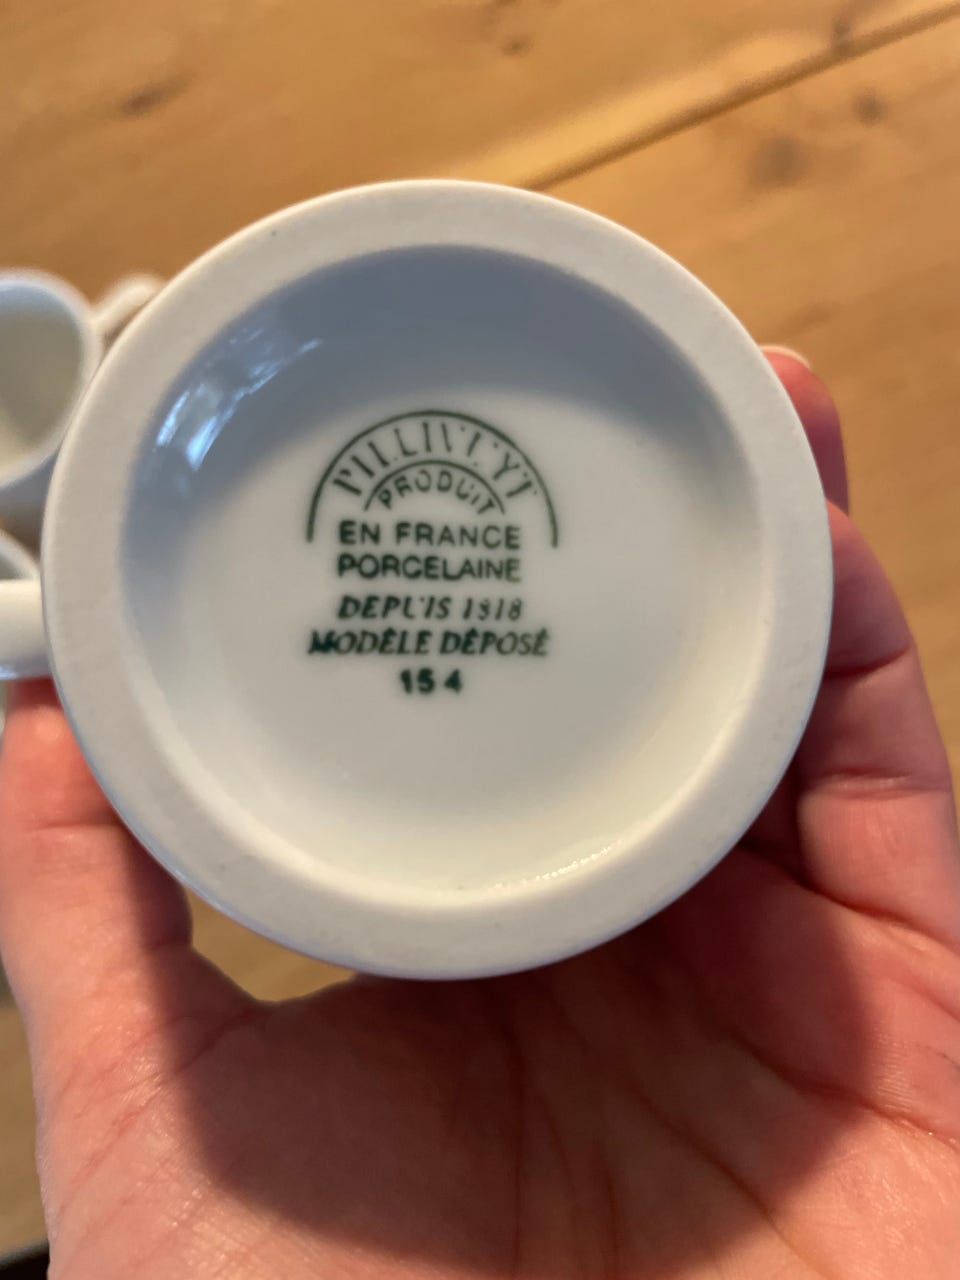 PILLIVUYT
PRODUIT
EN FRANCE
PORCELAINE
DEPUIS 1818
MODÈLE DÉPOSÉ
154